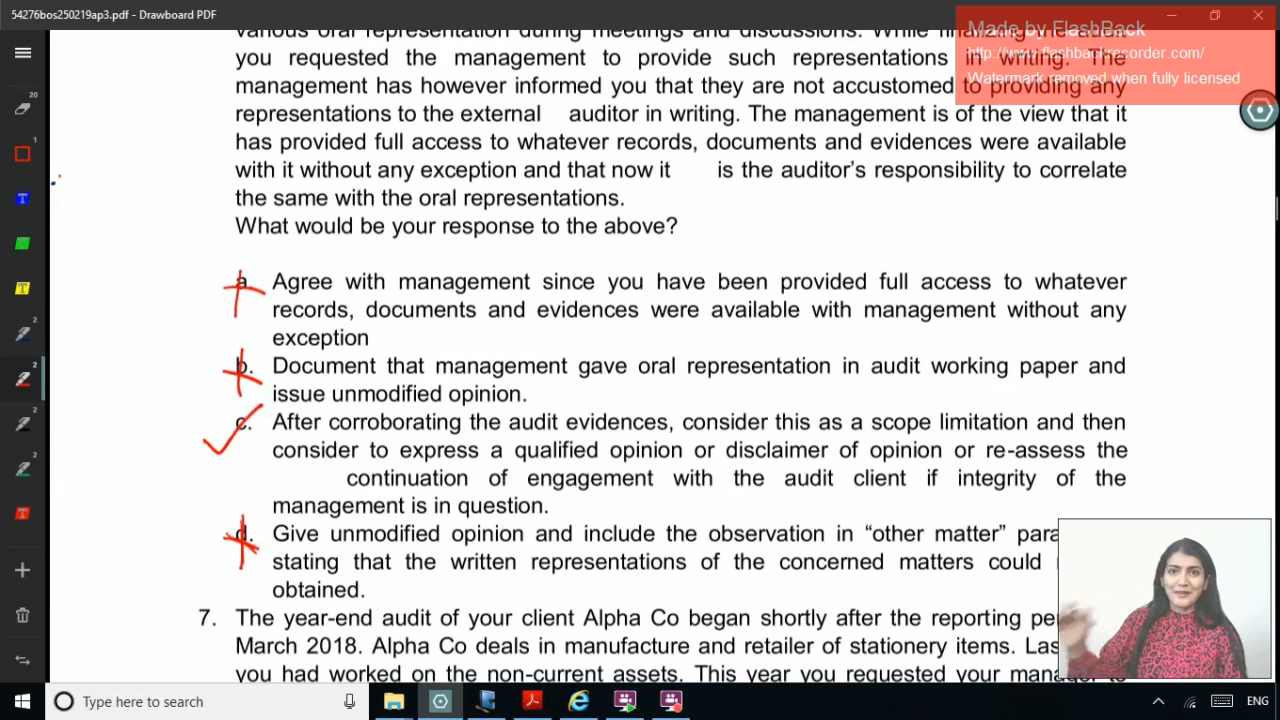 54276bos250219ap3.pdf - Drawboard PDF
Made by FlashBack
http://www.flashbackrecorder.com/
Watermark removed when fully licensed
various oral representation during meetings and discussions. While
you requested the management to provide such representations in writing. The
management has however informed you that they are not accustomed to providing any
representations to the external auditor in writing. The management is of the view that it
has provided full access to whatever records, documents and evidences were available
with it without any exception and that now it is the auditor's responsibility to correlate
the same with the oral representations.
What would be your response to the above?
a. Agree with management since you have been provided full access to whatever
records, documents and evidences were available with management without any
exception
b. Document that management gave oral representation in audit working paper and
issue unmodified opinion.
c. After corroborating the audit evidences, consider this as a scope limitation and then
consider to express a qualified opinion or disclaimer of opinion or re-assess the
continuation of engagement with the audit client if integrity of the
management is in question.
d. Give unmodified opinion and include the observation in “other matter” para
stating that the written representations of the concerned matters could
obtained.
7. The year-end audit of your client Alpha Co began shortly after the reporting pe
March 2018. Alpha Co deals in manufacture and retailer of stationery items. Las
you had worked on the non-current assets. This year you requested your manager to
Type here to search
ENG